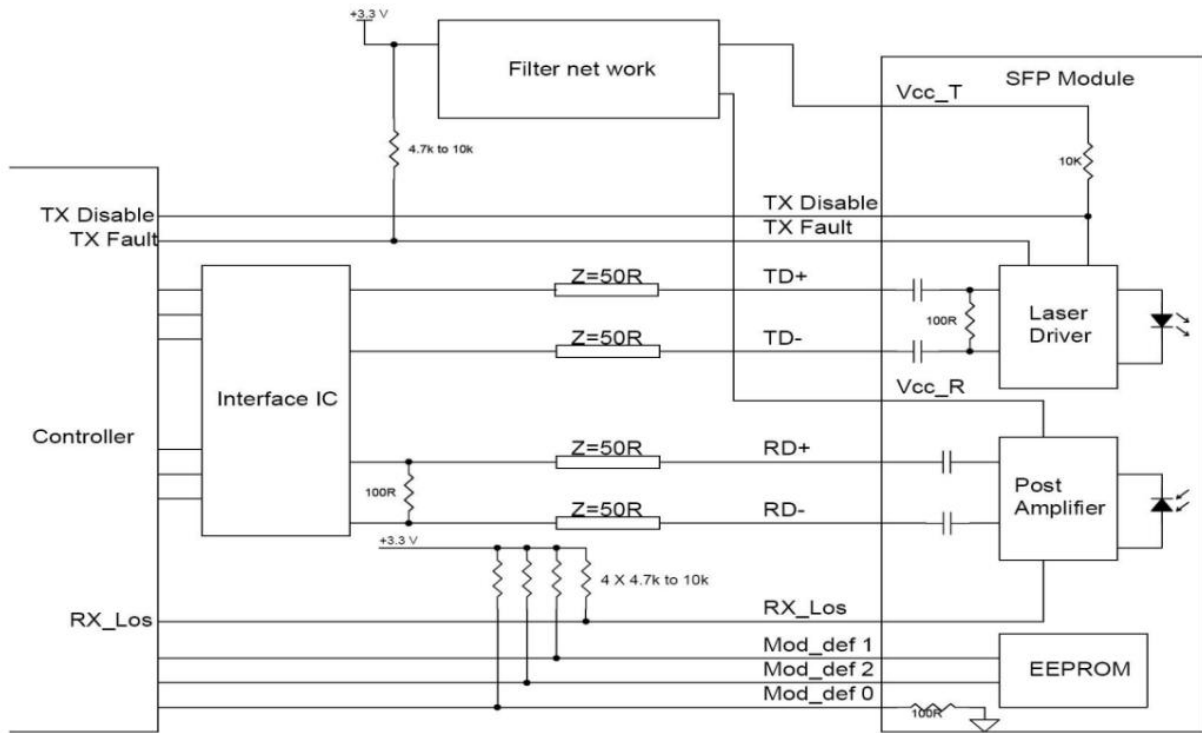 +3.3 V
Filter net work
SFP Module
Vcc_T
4.7k to 10k
10K
TX Disable
TX Disable
TX Fault
TX Fault
Z=50R
TD+
100R
Laser
Driver
Z=50R
TD-
Interface IC
Vcc_R
Controller
Z=50R
RD+
100R
Post
Amplifier
Z=50R
RD-
+3.3 V
4 X 4.7k to 10k
RX_Los
RX_Los
Mod_def 1
EEPROM
Mod_def 2
Mod_def 0
100R